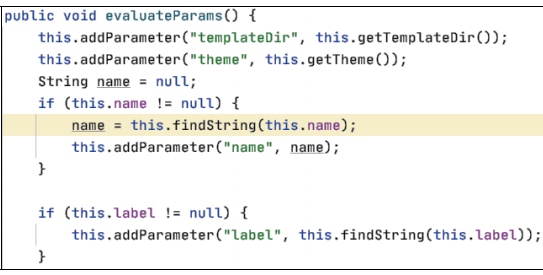 public void evaluateParams() {
    this.addParameter("templateDir", this.getTemplateDir());
    this.addParameter("theme", this.getTheme());
    String name = null;
    if (this.name != null) {
        name = this.findString(this.name);
        this.addParameter("name", name);
    }

    if (this.label != null) {
        this.addParameter("label", this.findString(this.label));
    }